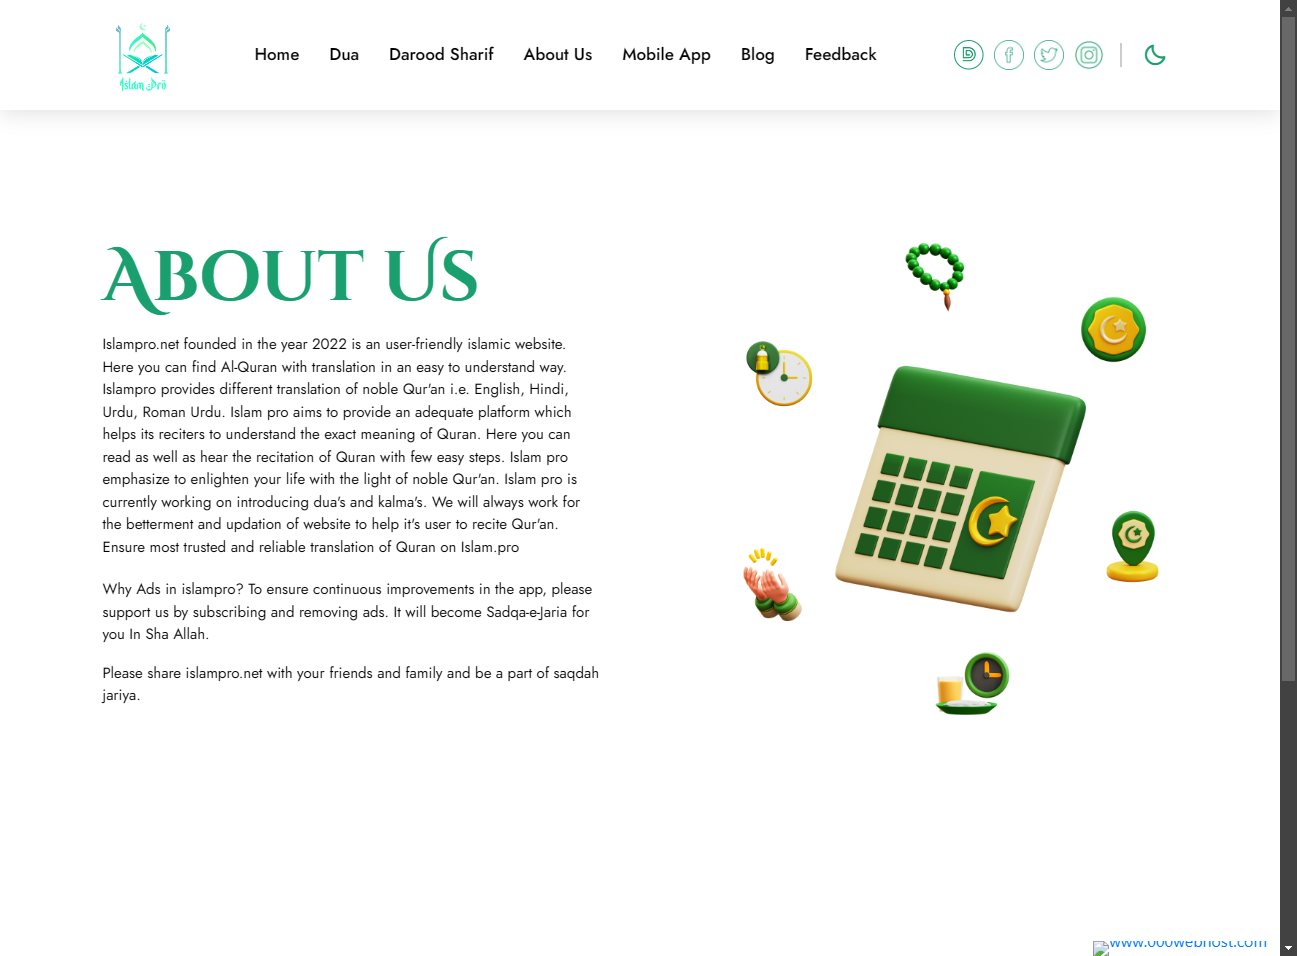 Islam Pro
Home
Dua
Darood Sharif
About Us
Mobile App
Blog
Feedback
About Us
Islampro.net founded in the year 2022 is an user-friendly islamic website.
Here you can find Al-Quran with translation in an easy to understand way.
Islampro provides different translation of noble Qur'an i.e. English, Hindi,
Urdu, Roman Urdu. Islam pro aims to provide an adequate platform which
helps its reciters to understand the exact meaning of Quran. Here you can
read as well as hear the recitation of Quran with few easy steps. Islam pro
emphasize to enlighten your life with the light of noble Qur'an. Islam pro is
currently working on introducing dua's and kalma's. We will always work for
the betterment and updation of website to help it's user to recite Qur'an.
Ensure most trusted and reliable translation of Quran on Islam.pro
Why Ads in islampro? To ensure continuous improvements in the app, please
support us by subscribing and removing ads. It will become Sadqa-e-Jaria for
you In Sha Allah.
Please share islampro.net with your friends and family and be a part of saqdah
jariya.
www.000webhost.com